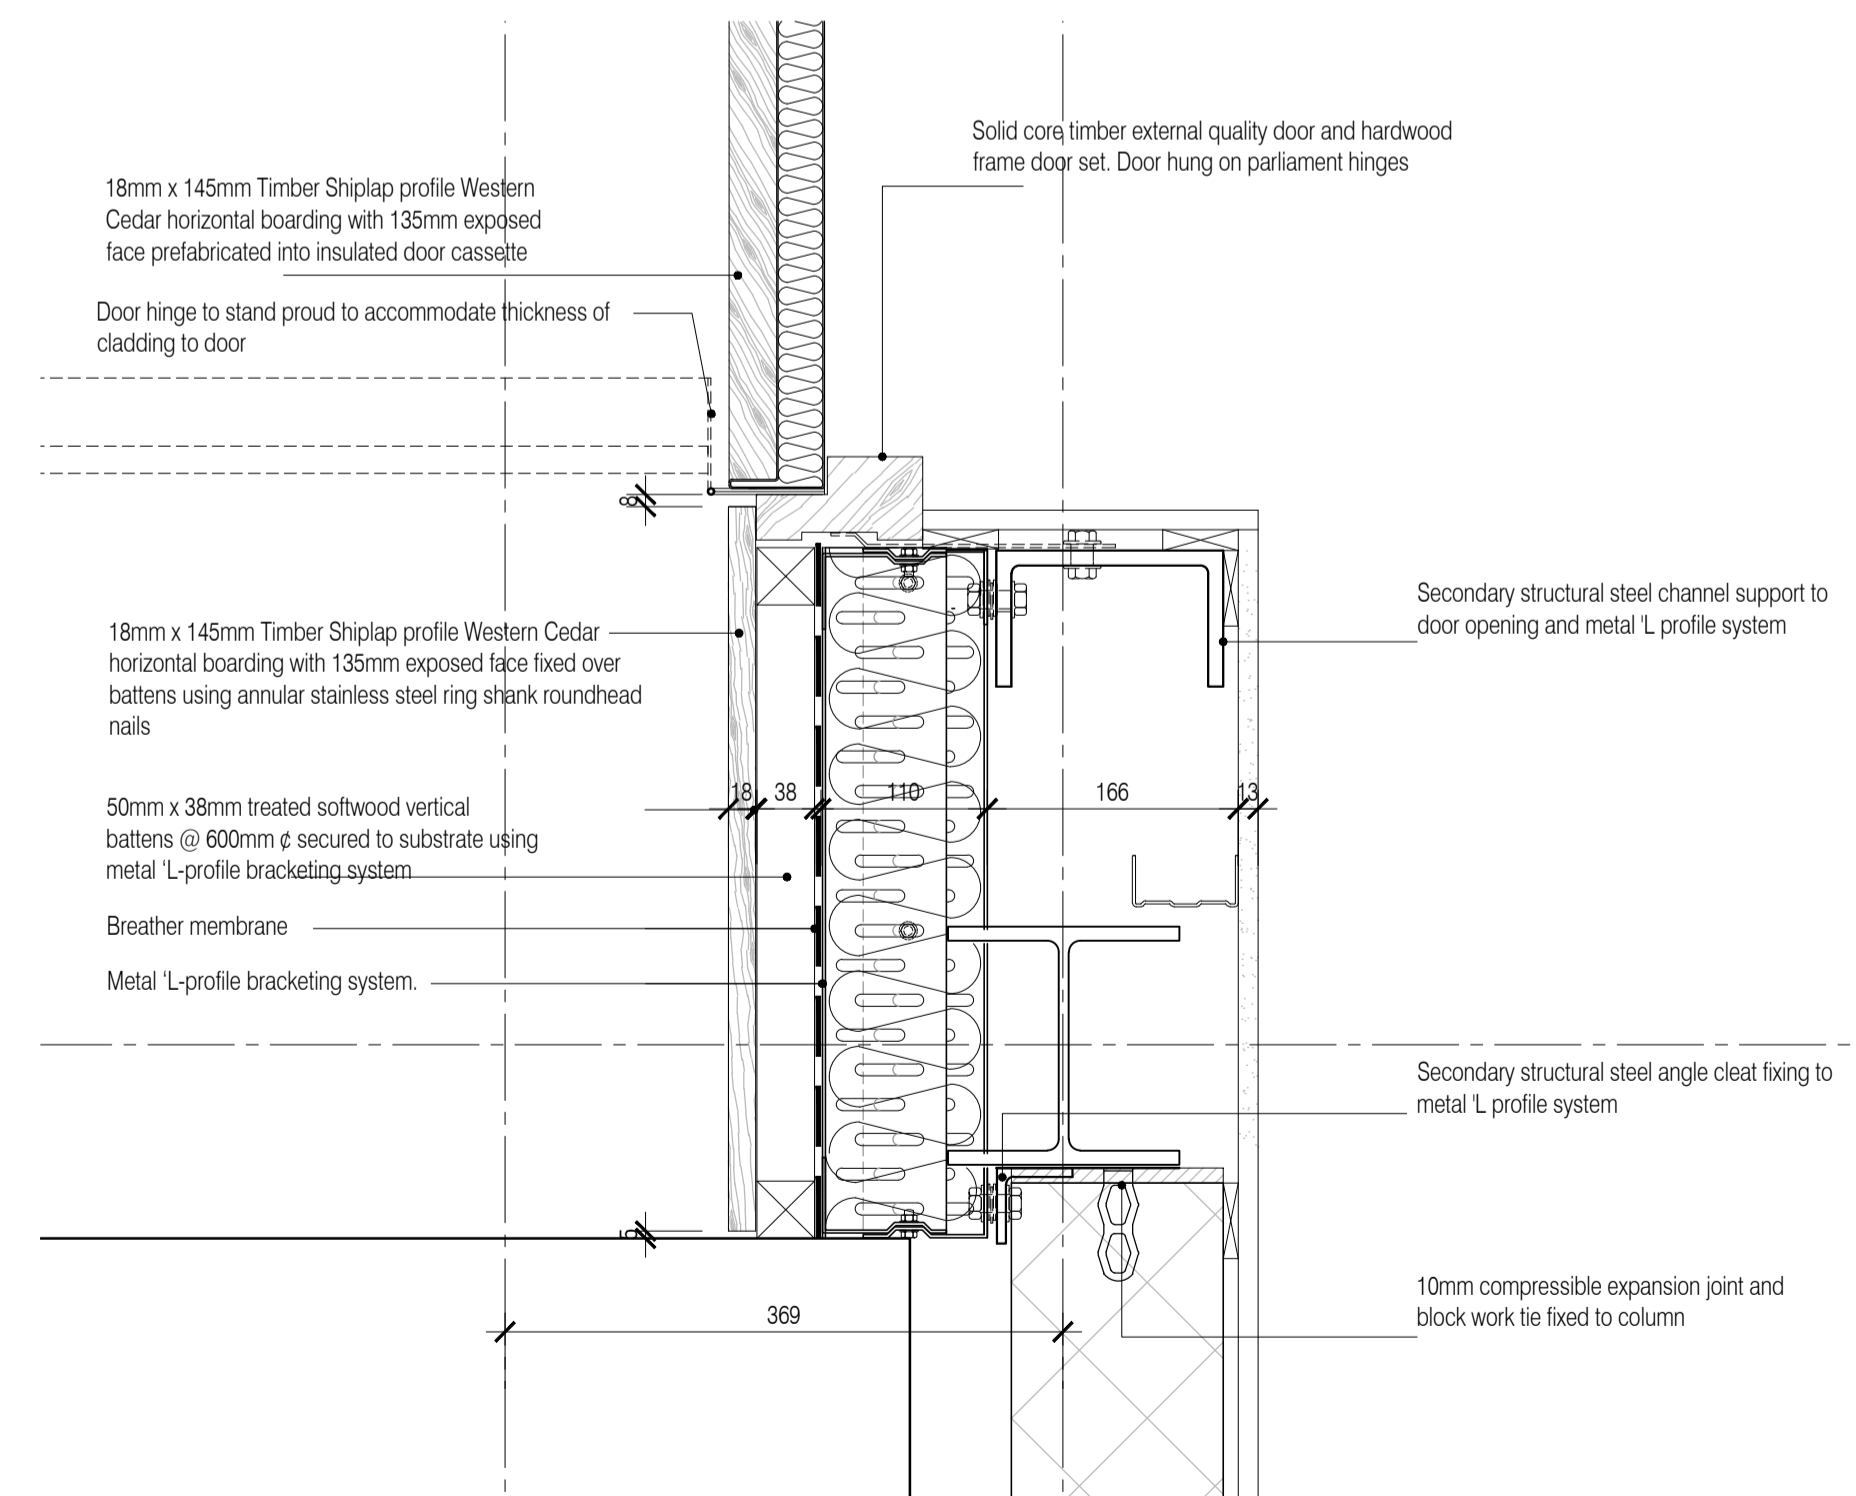 Solid core timber external quality door and hardwood
frame door set. Door hung on parliament hinges
18mm x 145mm Timber Shiplap profile Western
Cedar horizontal boarding with 135mm exposed
face prefabricated into insulated door cassette
Door hinge to stand proud to accommodate thickness of
cladding to door
8
Secondary structural steel channel support to
door opening and metal 'L profile system
18mm x 145mm Timber Shiplap profile Western Cedar
horizontal boarding with 135mm exposed face fixed over
battens using annular stainless steel ring shank roundhead
nails
18 38 110 166 13
50mm x 38mm treated softwood vertical
battens @ 600mm ¢ secured to substrate using
metal ‘L-profile bracketing system
Breather membrane
Metal ‘L-profile bracketing system.
Secondary structural steel angle cleat fixing to
metal 'L profile system
5
10mm compressible expansion joint and
block work tie fixed to column
369